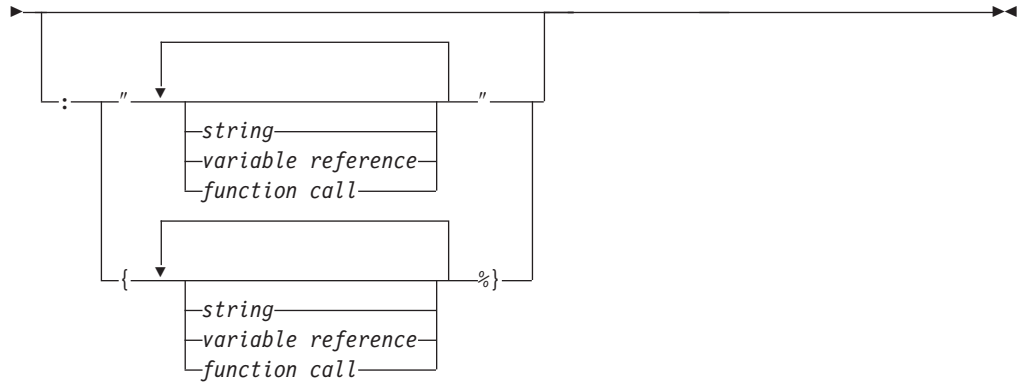 : " "
string
variable reference
function call
{ %}
string
variable reference
function call